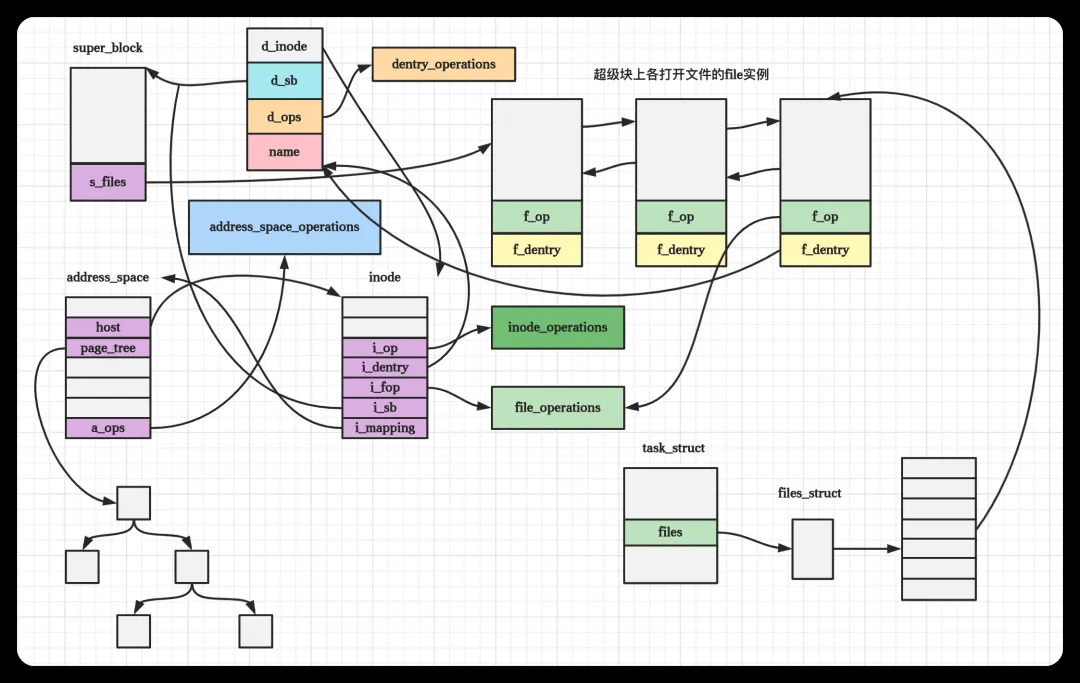 super_block
s_files
d_inode
d_sb
d_ops
name
dentry_operations
超级块上各打开文件的file实例
f_op
f_dentry
f_op
f_dentry
f_op
f_dentry
address_space_operations
address_space
host
page_tree
a_ops
inode
i_op
i_dentry
i_fop
i_sb
i_mapping
inode_operations
file_operations
task_struct
files
files_struct